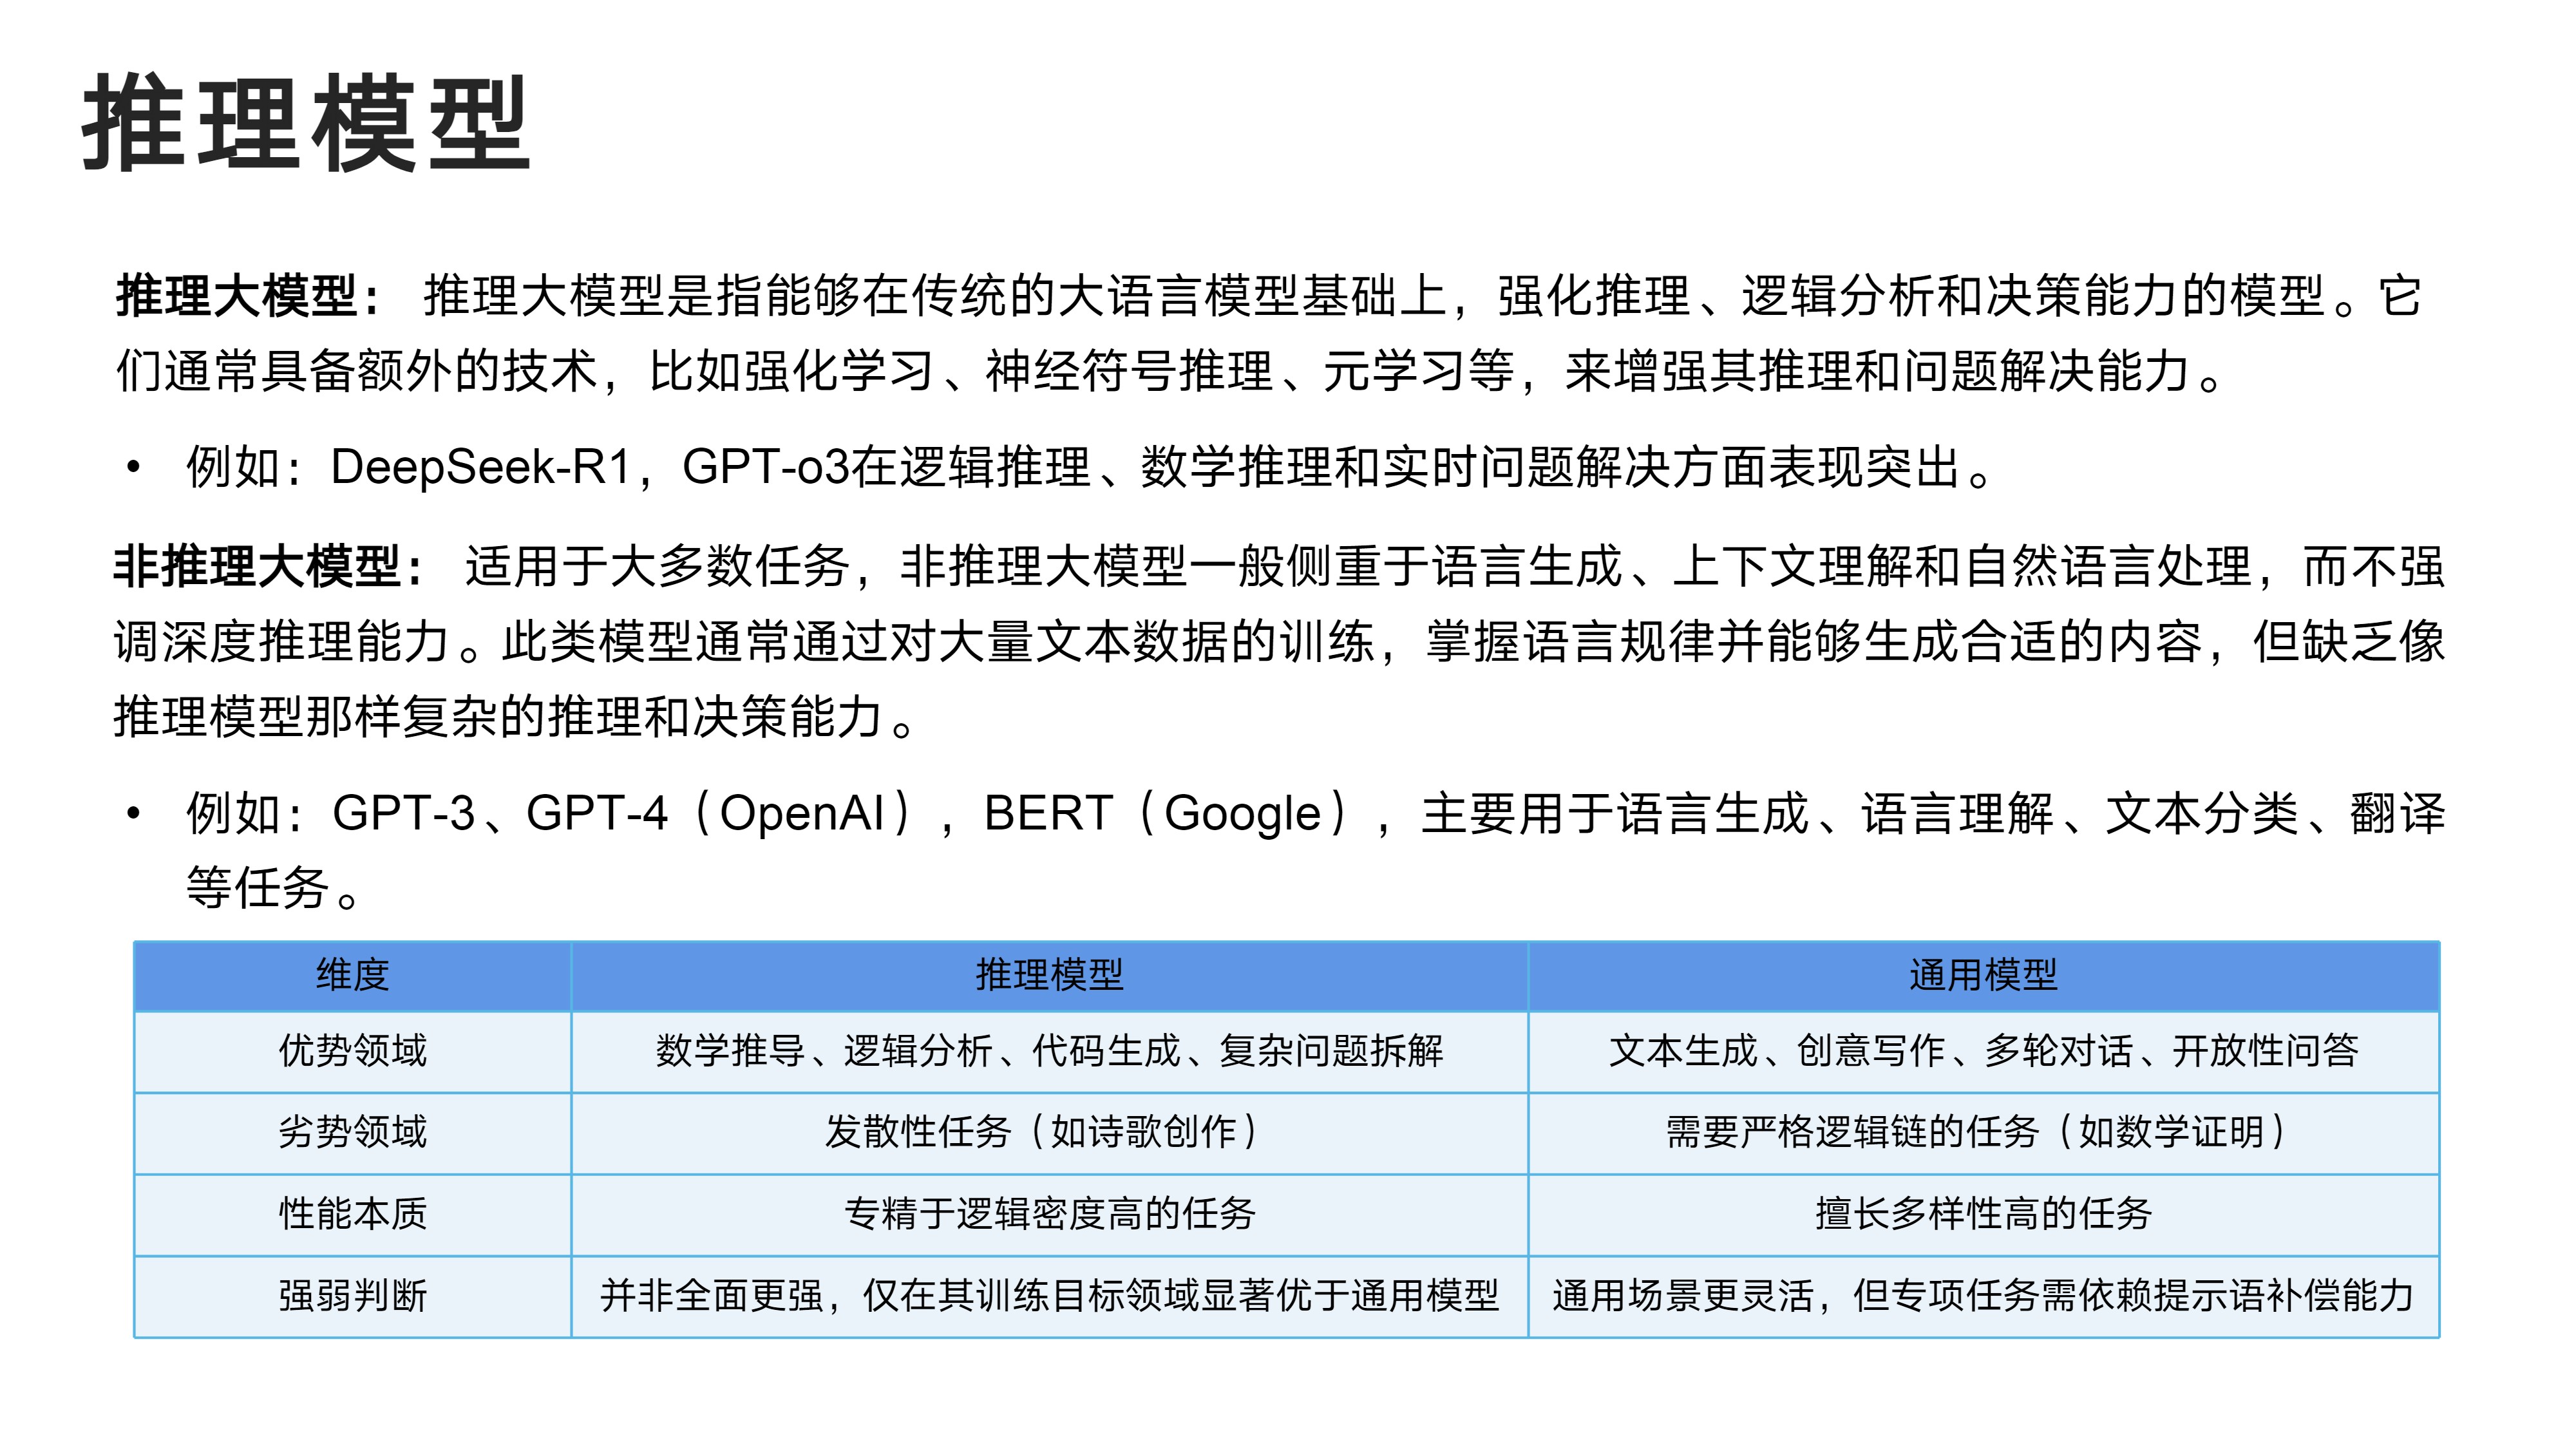 推理模型
推理大模型： 推理大模型是指能够在传统的大语言模型基础上，强化推理、逻辑分析和决策能力的模型。它
们通常具备额外的技术，比如强化学习、神经符号推理、元学习等，来增强其推理和问题解决能力。
• 例如：DeepSeek-R1，GPT-o3在逻辑推理、数学推理和实时问题解决方面表现突出。
非推理大模型： 适用于大多数任务，非推理大模型一般侧重于语言生成、上下文理解和自然语言处理，而不强
调深度推理能力。此类模型通常通过对大量文本数据的训练，掌握语言规律并能够生成合适的内容，但缺乏像
推理模型那样复杂的推理和决策能力。
• 例如：GPT-3、GPT-4（OpenAI），BERT（Google），主要用于语言生成、语言理解、文本分类、翻译
等任务。
维度 推理模型 通用模型
优势领域 数学推导、逻辑分析、代码生成、复杂问题拆解 文本生成、创意写作、多轮对话、开放性问答
劣势领域 发散性任务（如诗歌创作） 需要严格逻辑链的任务（如数学证明）
性能本质 专精于逻辑密度高的任务 擅长多样性高的任务
强弱判断 并非全面更强，仅在其训练目标领域显著优于通用模型 通用场景更灵活，但专项任务需依赖提示语补偿能力